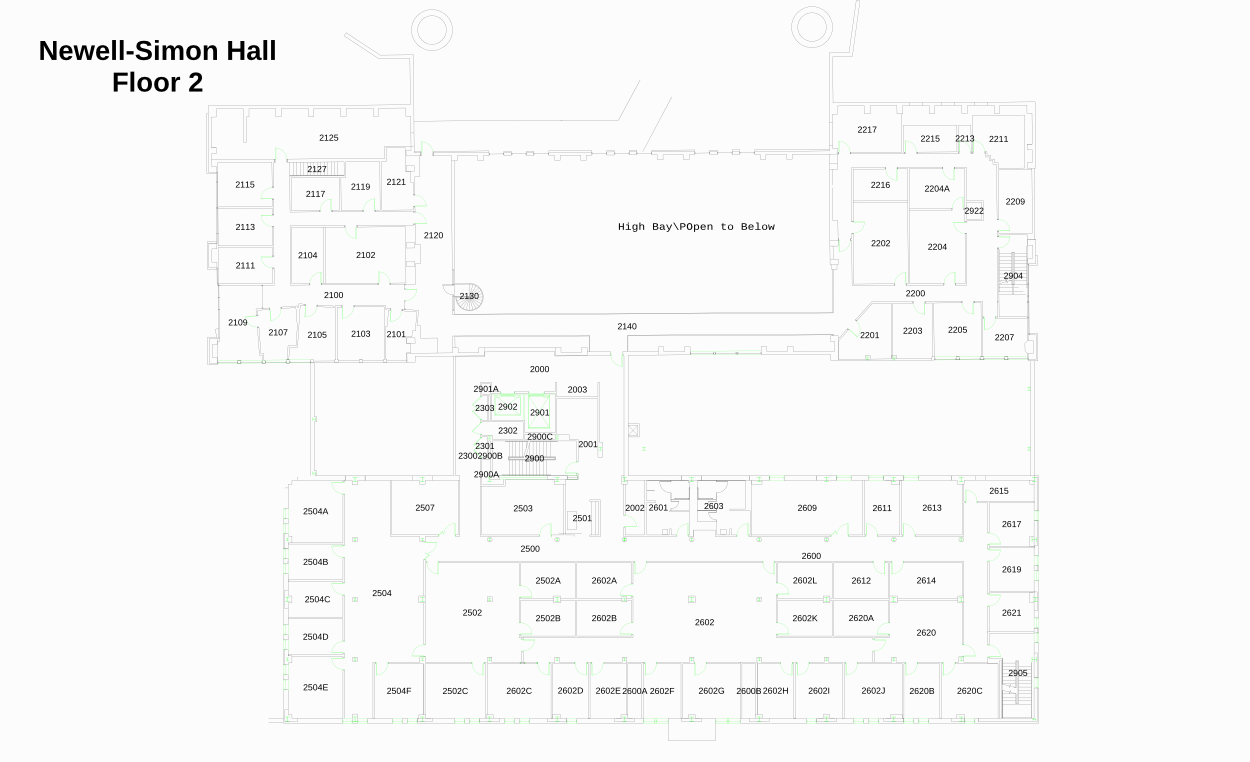 Newell-Simon Hall
Floor 2
2125
2217
2215
2213
2211
2127
2115
2117
2119
2121
2216
2204A
2209
2922
2113
2120
High Bay\POpen to Below
2202
2204
2104
2102
2111
2904
2100
2130
2200
2109
2107
2105
2103
2101
2140
2201
2203
2205
2207
2000
2901A
2003
2303
2902
2901
2302
2900C
2301
2001
2300
2900B
2900
2900A
2504A
2507
2503
2501
2002
2601
2603
2609
2611
2613
2615
2617
2500
2600
2504B
2619
2502A
2602A
2602L
2612
2614
2504
2504C
2502
2502B
2602B
2602
2602K
2620A
2621
2620
2504D
2905
2504E
2504F
2502C
2602C
2602D
2602E
2600A
2602F
2602G
2600B
2602H
2602I
2602J
2620B
2620C